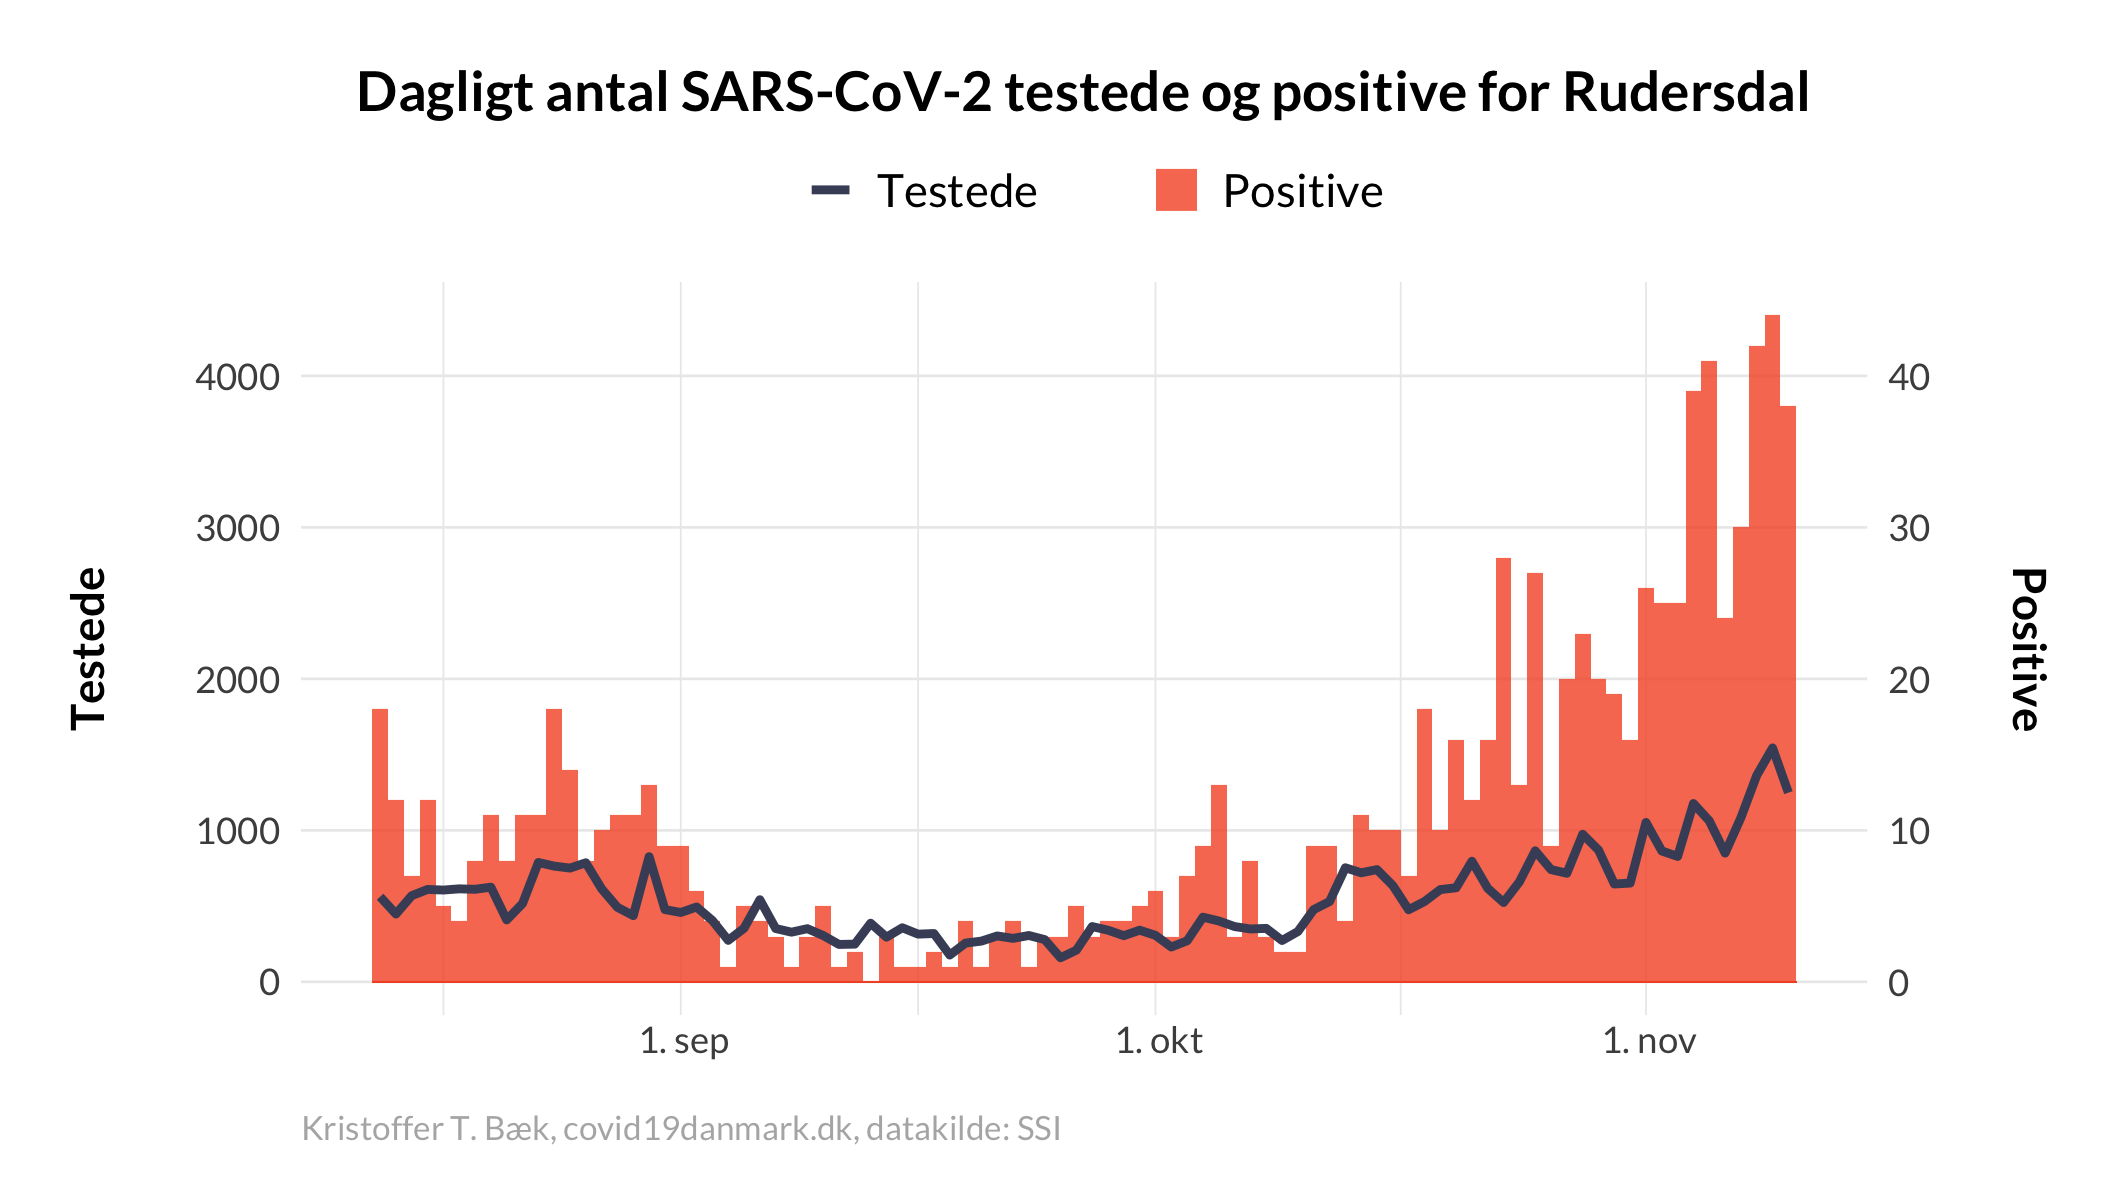 Dagligt antal SARS-CoV-2 testede og positive for Rudersdal
Testede
Positive
4000
3000
2000
1000
0
Testede
40
30
20
10
0
Positive
1. sep
1. okt
1. nov
Kristoffer T. Bæk, covid19danmark.dk, datakilde: SSI